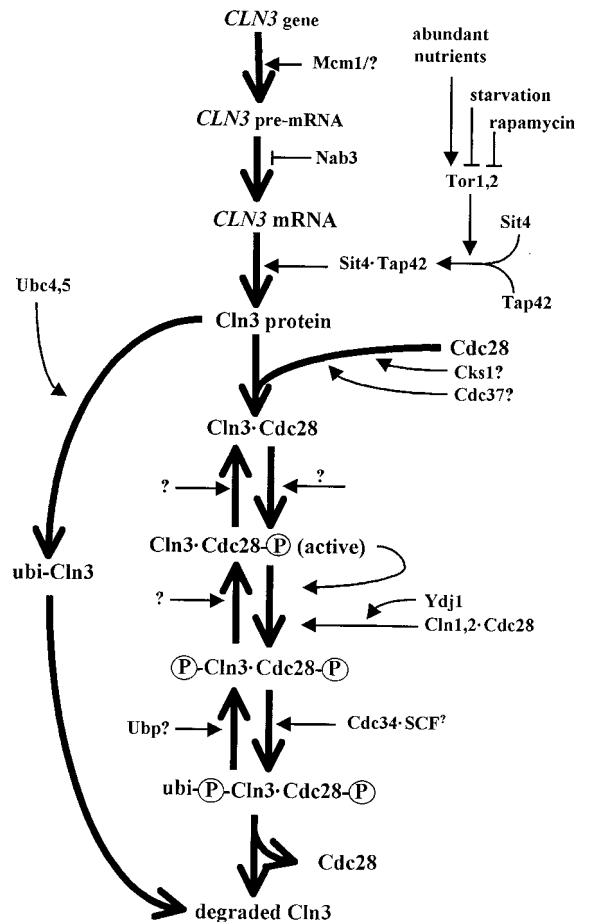 CLN3 gene
abundant
nutrients
Mcm1/?
starvation
rapamycin
CLN3 pre-mRNA
Nab3
Tor1,2
CLN3 mRNA
Sit4
Sit4·Tap42
Ubc4,5
Tap42
Cln3 protein
Cdc28
Cks1?
Cdc37?
Cln3·Cdc28
?
?
Cln3·Cdc28-P (active)
ubi-Cln3
?
Ydj1
Cln1,2·Cdc28
P-Cln3·Cdc28-P
Ubp?
Cdc34·SCF?
ubi-P-Cln3·Cdc28-P
Cdc28
degraded Cln3